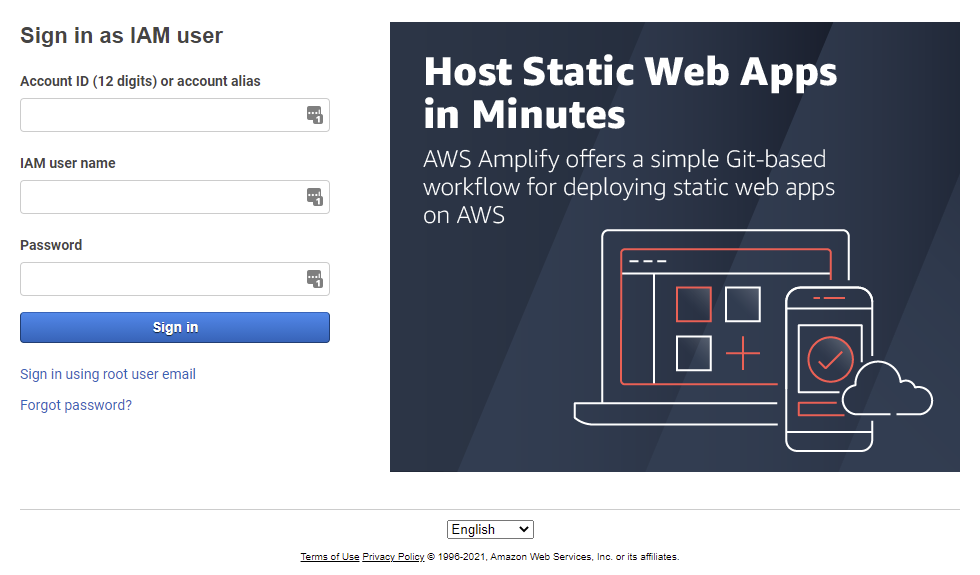 Sign in as IAM user
Account ID (12 digits) or account alias
IAM user name
Password
Sign in
Sign in using root user email
Forgot password?
Host Static Web Apps
in Minutes
AWS Amplify offers a simple Git-based
workflow for deploying static web apps
on AWS
English
Terms of Use Privacy Policy © 1996-2021, Amazon Web Services, Inc. or its affiliates.